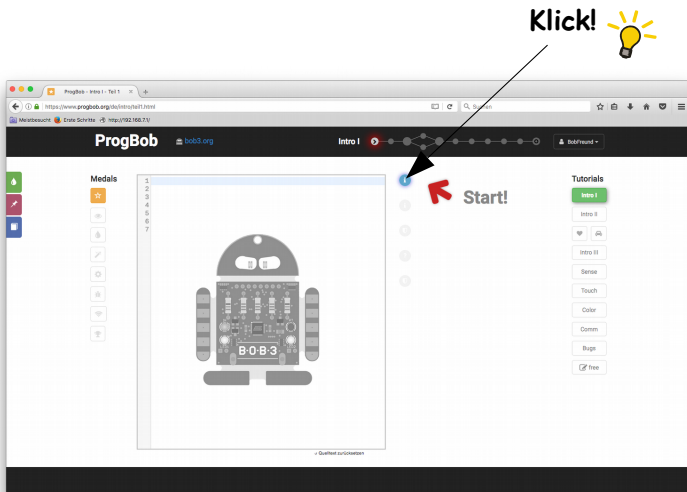 Klick!
ProgBob - Intro I - Teil 1
https://www.progbob.org/de/intro/teil1.html
Suchen
Meistbesucht Erste Schritte http://192.168.7.1/
ProgBob bob3.org Intro I BobFreund
Medals
Tutorials
1
2
3
4
5
6
7
Start!
Intro I
Intro II
Intro III
Sense
Touch
Color
Comm
Bugs
free
B·O·B·3
Quelltext zurücksetzen